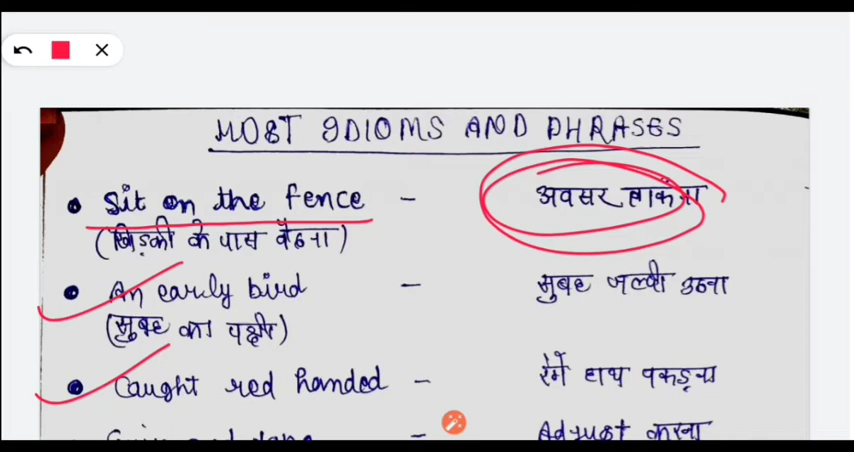 MOST IDIOMS AND PHRASES
• Sit on the fence - अवसर ताकना
(खिड़की के पास बैठना)
• An early bird - सुबह जल्दी उठना
(सुबह का पक्षी)
• Caught red handed - रंगे हाथ पकड़ना
- Adjust करना